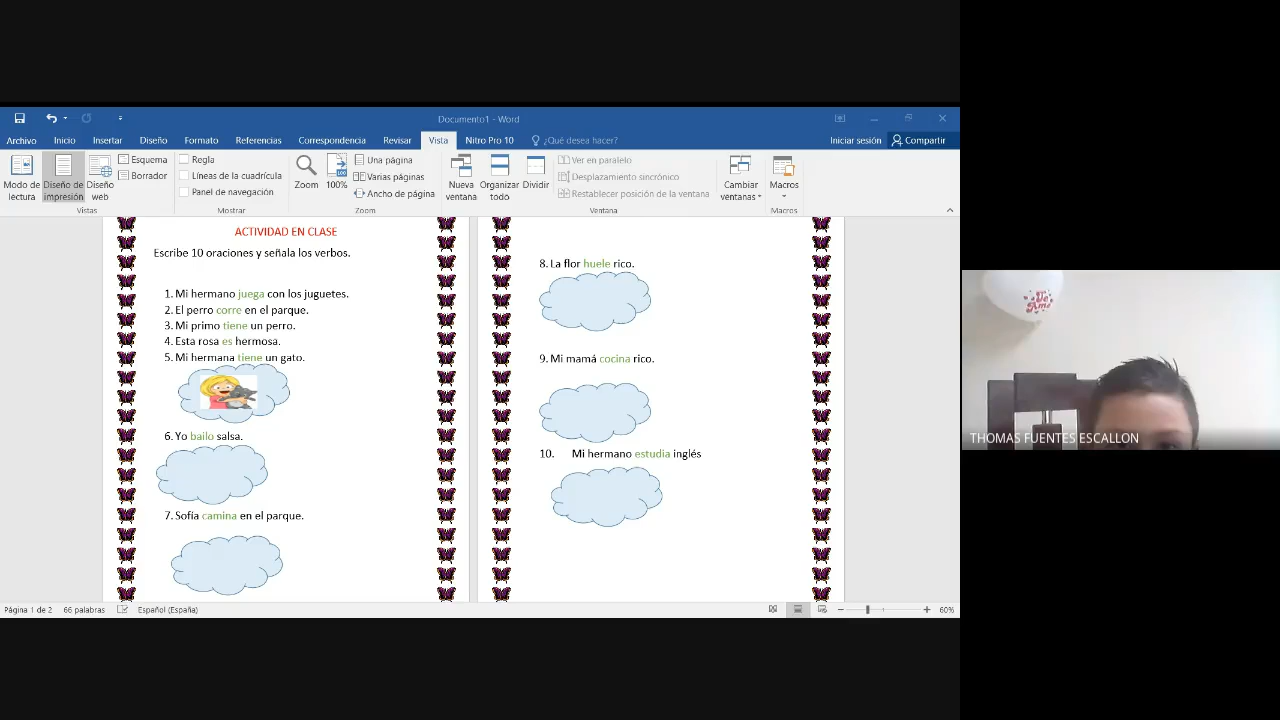 Documento1 - Word
Archivo Inicio Insertar Diseño Formato Referencias Correspondencia Revisar Vista Nitro Pro 10 ¿Qué desea hacer? Iniciar sesión Compartir
Modo de lectura
Diseño de impresión
Diseño web
Esquema
Borrador
Vistas
Regla
Líneas de la cuadrícula
Panel de navegación
Mostrar
Zoom
100%
Una página
Varias páginas
Ancho de página
Zoom
Nueva ventana
Organizar todo
Dividir
Ver en paralelo
Desplazamiento sincrónico
Restablecer posición de la ventana
Ventana
Cambiar ventanas
Macros
Macros
ACTIVIDAD EN CLASE
Escribe 10 oraciones y señala los verbos.
1. Mi hermano juega con los juguetes.
2. El perro corre en el parque.
3. Mi primo tiene un perro.
4. Esta rosa es hermosa.
5. Mi hermana tiene un gato.
6. Yo bailo salsa.
7. Sofía camina en el parque.
8. La flor huele rico.
9. Mi mamá cocina rico.
10. Mi hermano estudia inglés
Página 1 de 2 66 palabras Español (España) 60%
Te
Amo
THOMAS FUENTES ESCALLON